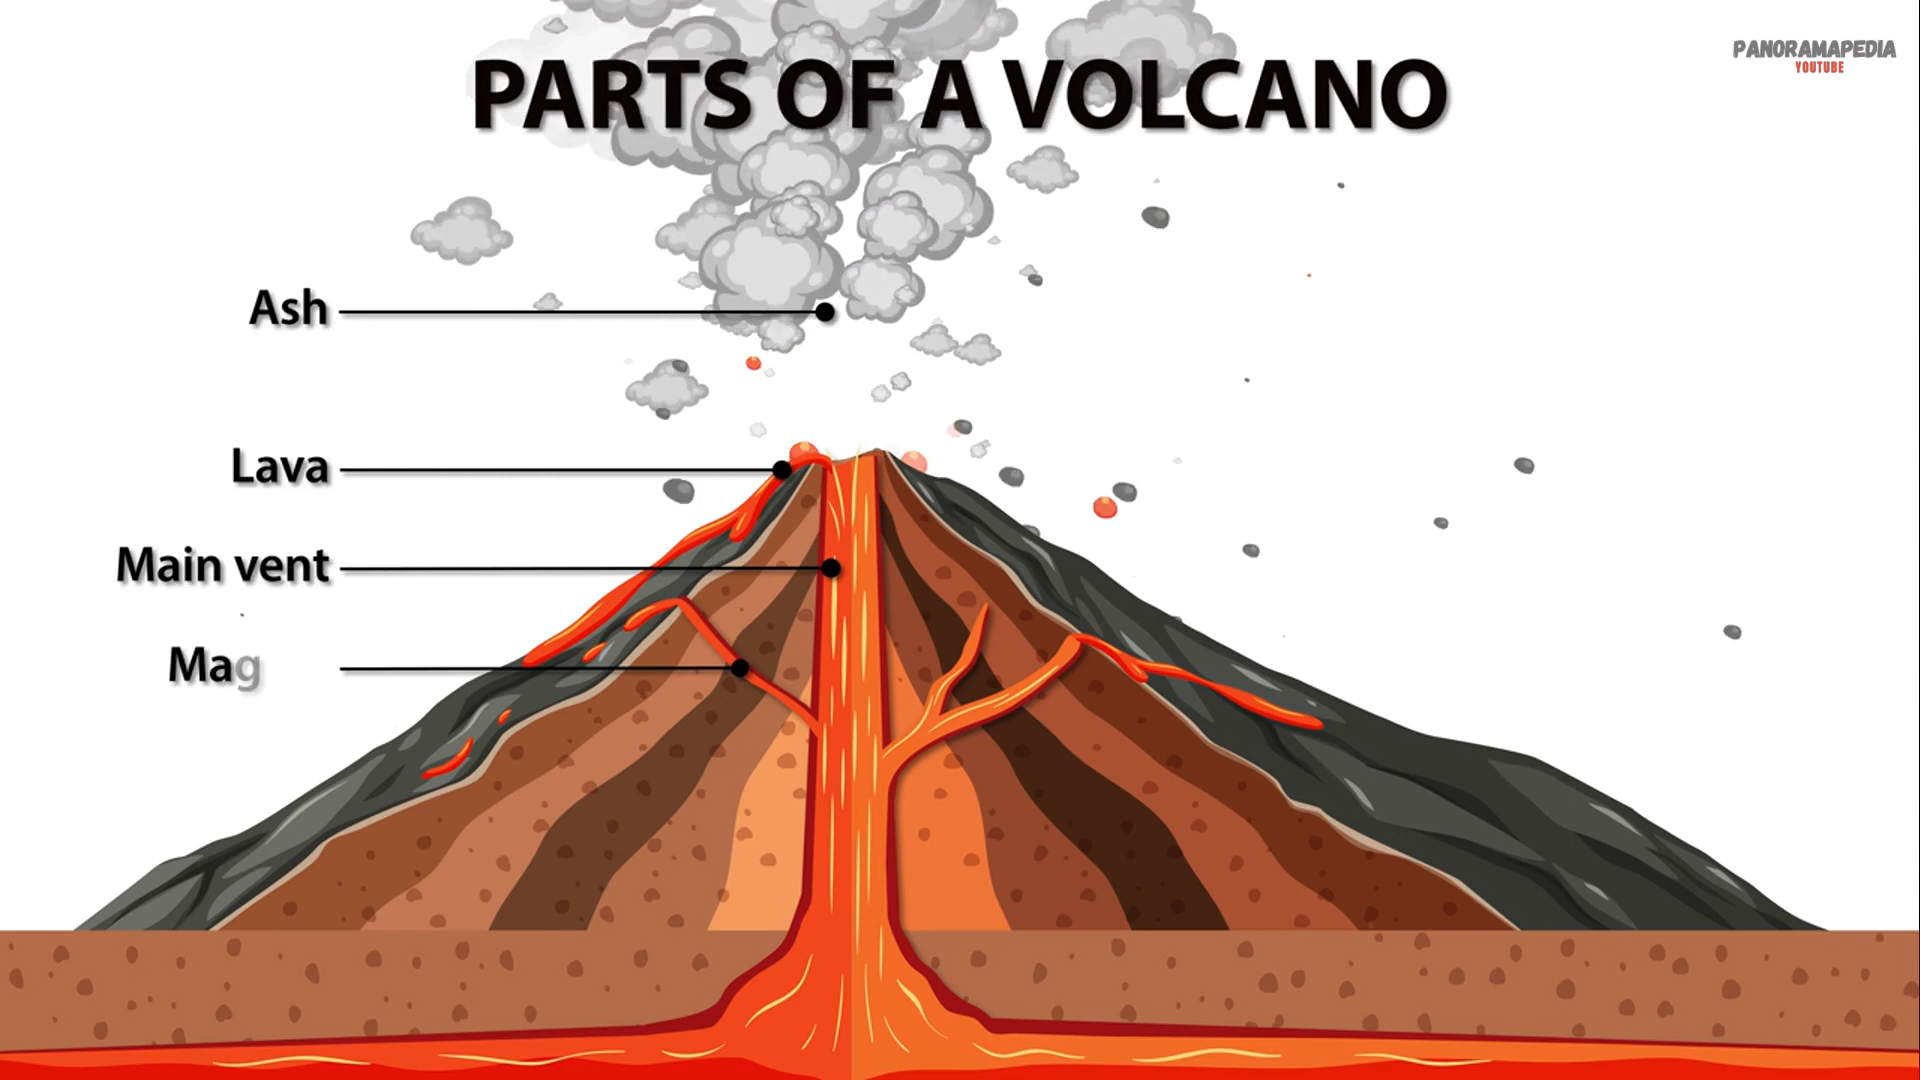 PARTS OF A VOLCANO
PANORAMAPEDIA
YOUTUBE
Ash
Lava
Main vent
Mag